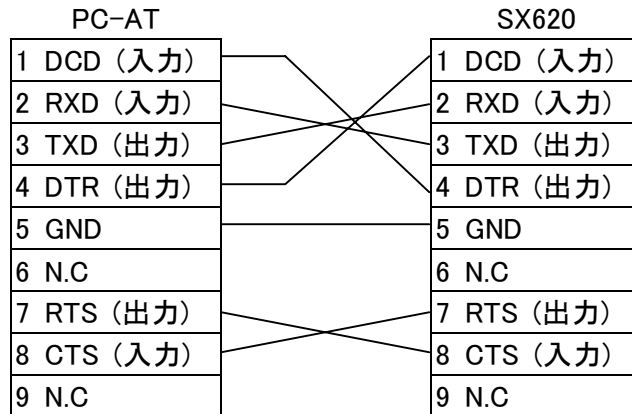 PC-AT
SX620
1 DCD (入力)
2 RXD (入力)
3 TXD (出力)
4 DTR (出力)
5 GND
6 N.C
7 RTS (出力)
8 CTS (入力)
9 N.C
1 DCD (入力)
2 RXD (入力)
3 TXD (出力)
4 DTR (出力)
5 GND
6 N.C
7 RTS (出力)
8 CTS (入力)
9 N.C